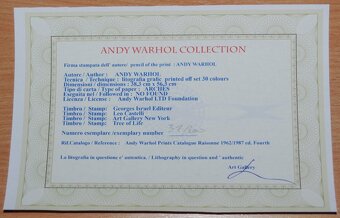 ANDY WARHOL COLLECTION
Firma stampata dell' autore/ pencil of the print : ANDY WARHOL
Autore / Author : ANDY WARHOL
Tecnica / Technique : litografia grafic printed off set 30 colours
Dimensioni / dimensions : 38,3 cm x 56,5 cm
Tipo di carta / Type of paper : ARCHES
Eseguita nel / Followed in : NO FOUND
Licenza / License : Andy Warhol LTD Foundation
Timbro / Stamp: Georges Israel Editeur
Timbro / Stamp: Leo Castelli
Timbro / Stamp: Art Gallery New York
Timbro / Stamp: Tree of Life
Numero esemplare /exemplary number
Rif.Catalogo / Reference : Andy Warhol Prints Catalogue Raisonne 1962/1987 ed. Fourth
La litografia in questione e' autentica. / Lithography in question and ' authentic
Art Gallery